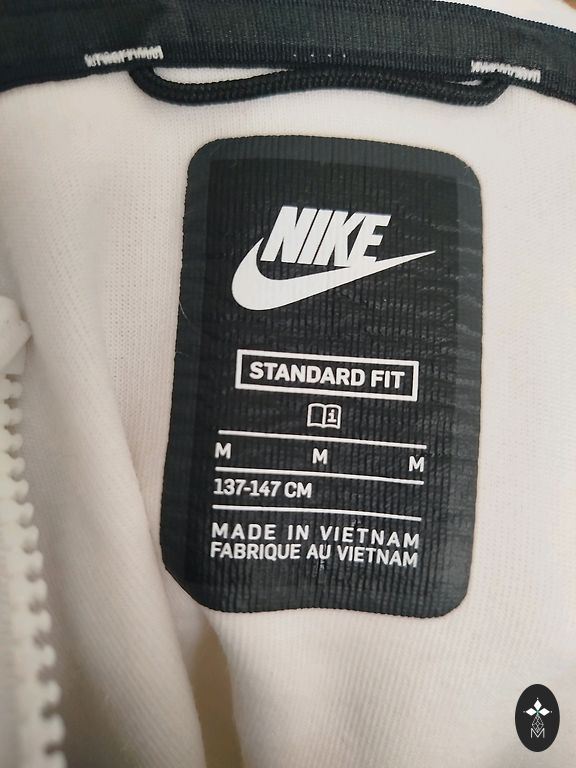 NIKE
STANDARD FIT
i
M M M
137-147 CM
MADE IN VIETNAM
FABRIQUE AU VIETNAM
M